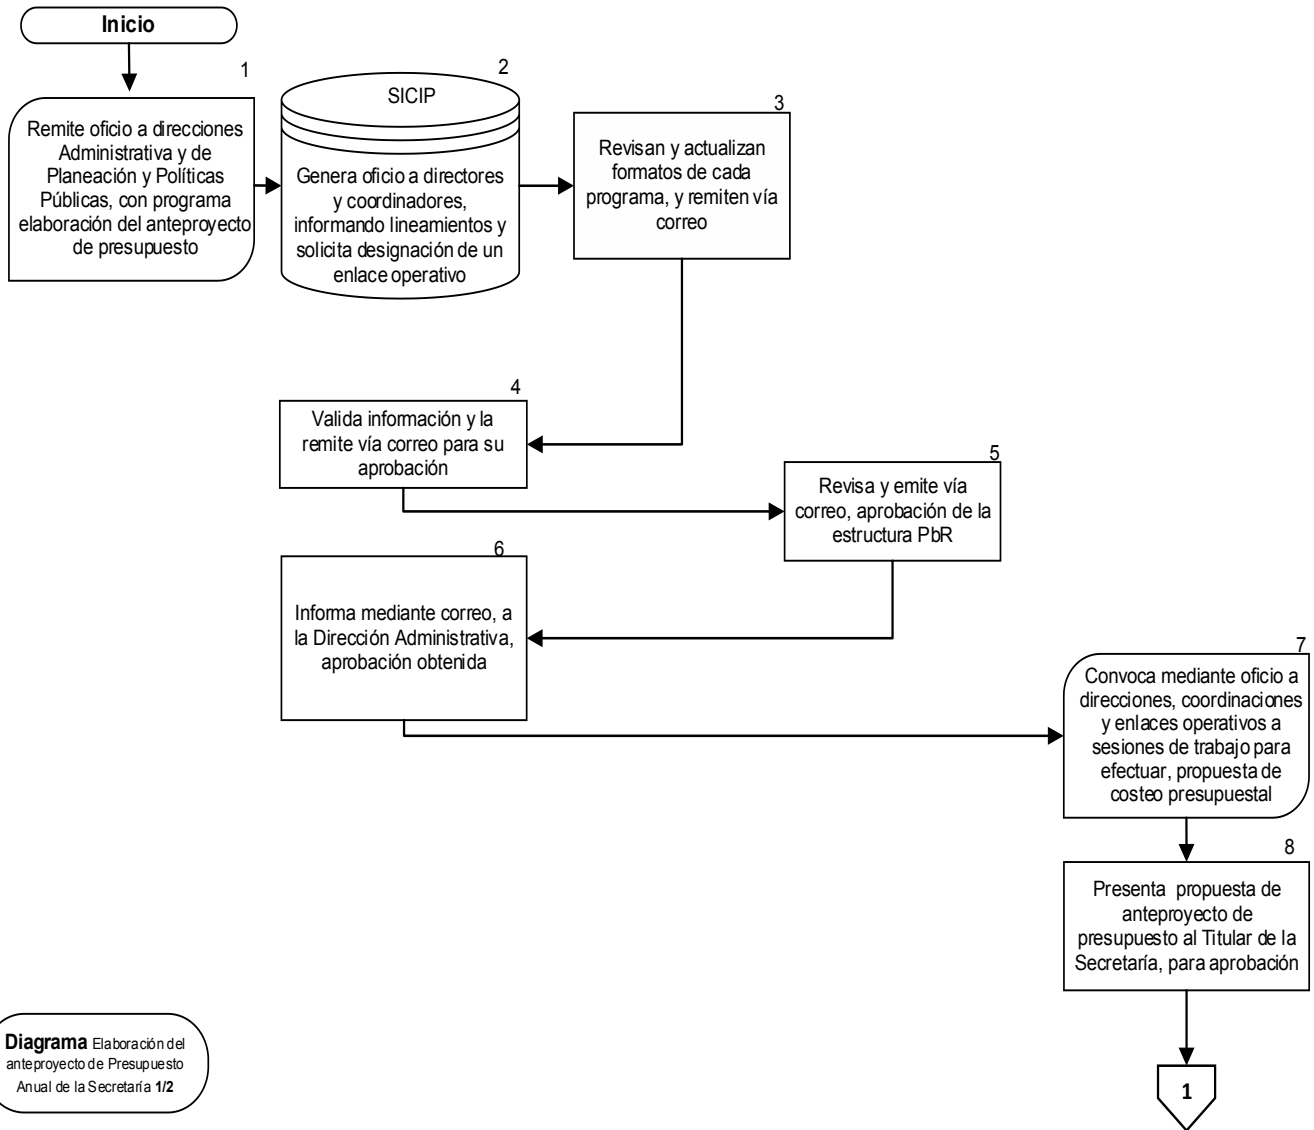 Inicio
1
Remite oficio a direcciones
Administrativa y de
Planeación y Políticas
Públicas, con programa
elaboración del anteproyecto
de presupuesto
2
SICIP
Genera oficio a directores
y coordinadores,
informando lineamientos y
solicita designación de un
enlace operativo
3
Revisan y actualizan
formatos de cada
programa, y remiten vía
correo
4
Valida información y la
remite vía correo para su
aprobación
5
Revisa y emite vía
correo, aprobación de la
estructura PbR
6
Informa mediante correo, a
la Dirección Administrativa,
aprobación obtenida
7
Convoca mediante oficio a
direcciones, coordinaciones
y enlaces operativos a
sesiones de trabajo para
efectuar, propuesta de
costeo presupuestal
8
Presenta propuesta de
anteproyecto de
presupuesto al Titular de la
Secretaría, para aprobación
1
Diagrama Elaboración del
anteproyecto de Presupuesto
Anual de la Secretaría 1/2